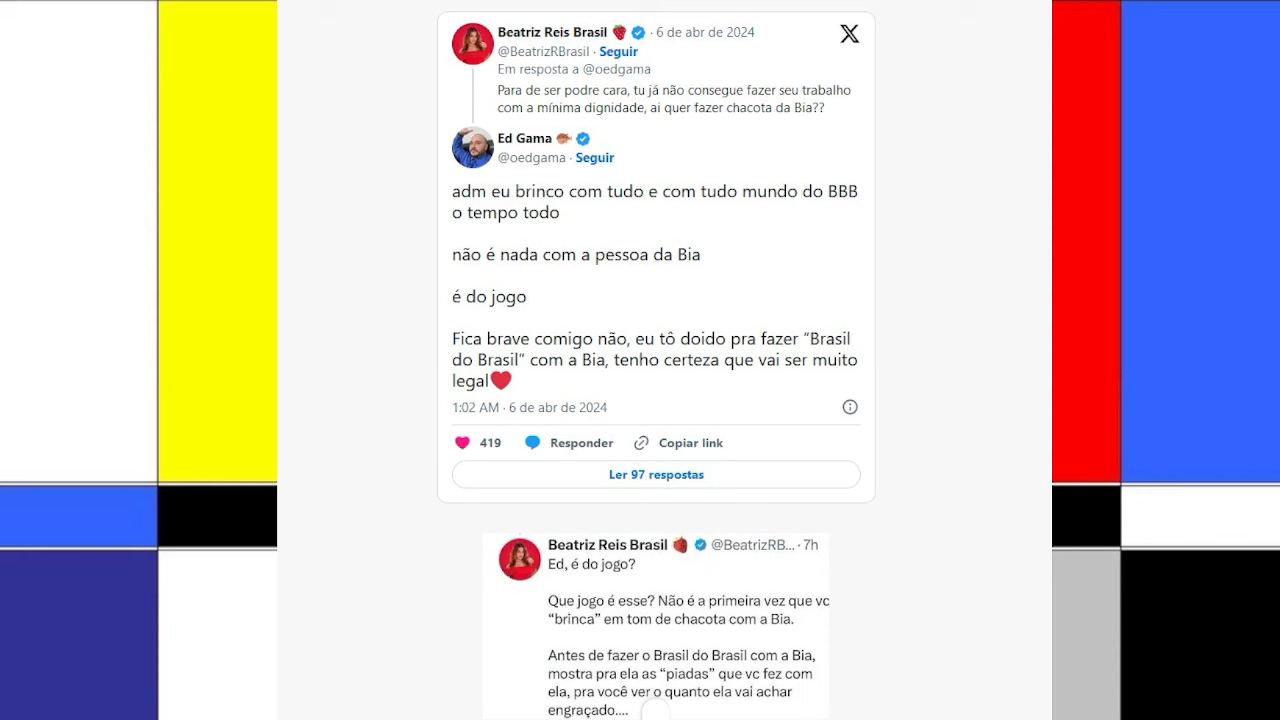 Beatriz Reis Brasil 🍓 · 6 de abr de 2024
@BeatrizRBrasil · Seguir
Em resposta a @oedgama
Para de ser podre cara, tu já não consegue fazer seu trabalho
com a mínima dignidade, ai quer fazer chacota da Bia??
Ed Gama
@oedgama · Seguir
adm eu brinco com tudo e com tudo mundo do BBB
o tempo todo
não é nada com a pessoa da Bia
é do jogo
Fica brave comigo não, eu tô doido pra fazer “Brasil
do Brasil” com a Bia, tenho certeza que vai ser muito
legal❤️
1:02 AM · 6 de abr de 2024
419 Responder Copiar link
Ler 97 respostas
Beatriz Reis Brasil 🍓 @BeatrizRB... · 7h
Ed, é do jogo?
Que jogo é esse? Não é a primeira vez que vc
“brinca” em tom de chacota com a Bia.
Antes de fazer o Brasil do Brasil com a Bia,
mostra pra ela as “piadas” que vc fez com
ela, pra você ver o quanto ela vai achar
engraçado....